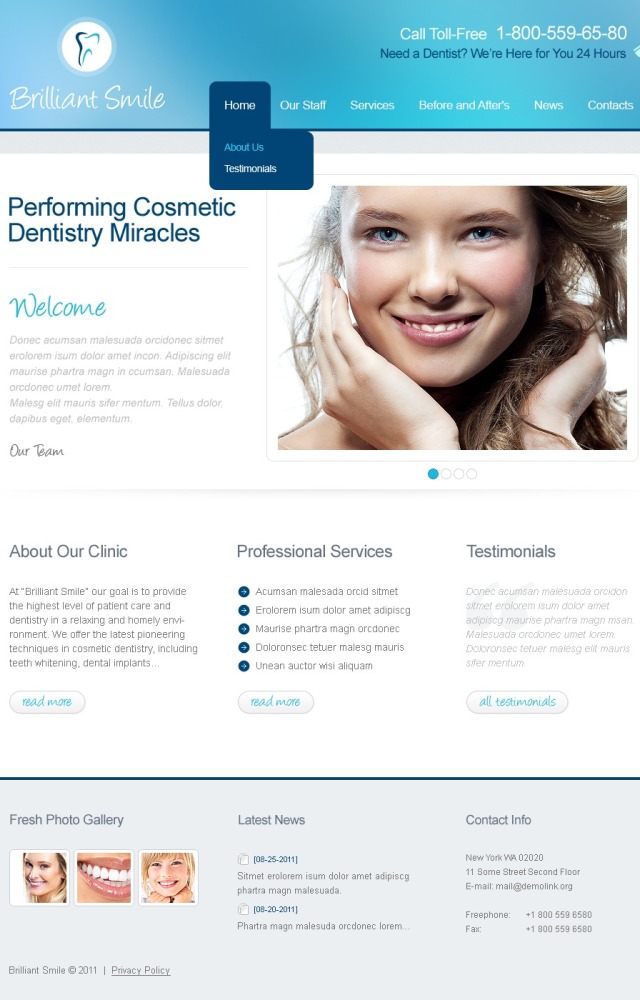 Call Toll-Free 1-800-559-65-80
Need a Dentist? We're Here for You 24 Hours
Brilliant Smile
Home Our Staff Services Before and After's News Contacts
About Us
Testimonials
Performing Cosmetic
Dentistry Miracles
Welcome
Donec acumsan malesuada orcidonec sitmet
erolorem isum dolor amet incon. Adipiscing elit
maurise phartra magn in ccumsan. Malesuada
orcdonec umet lorem.
Malesg elit mauris sifer mentum. Tellus dolor,
dapibus eget, elementum.
Our Team
About Our Clinic
At "Brilliant Smile" our goal is to provide
the highest level of patient care and
dentistry in a relaxing and homely envi-
ronment. We offer the latest pioneering
techniques in cosmetic dentistry, including
teeth whitening, dental implants...
read more
Professional Services
Acumsan malesada orcid sitmet
Erolorem isum dolor amet adipiscg
Maurise phartra magn orcdonec
Doloronsec tetuer malesg mauris
Unean auctor wisi aliquam
read more
Testimonials
Donec acumsan malesuada orcidon
sitmet erolorem isum dolor amet
adipiscg maurise phartra magn msan.
Malesuada orcdonec umet lorem.
Doloronsec tetuer malesg elit mauris
sifer mentum.
all testimonials
Fresh Photo Gallery
Latest News
[08-25-2011]
Sitmet erolorem isum dolor amet adipiscg
phartra magn malesuada.
[08-20-2011]
Phartra magn malesuda orcdonec lorem...
Contact Info
New York WA 02020
11 Some Street Second Floor
E-mail: mail@demolink.org
Freephone: +1 800 559 6580
Fax: +1 800 559 6580
Brilliant Smile © 2011 | Privacy Policy